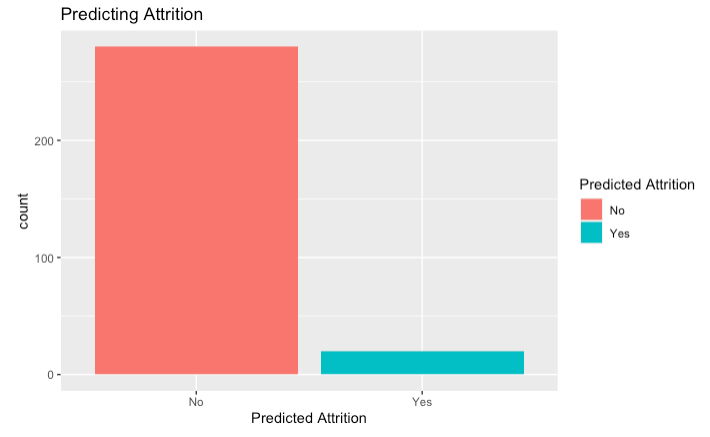 Predicting Attrition
count
200
100
0
No
Yes
Predicted Attrition
Predicted Attrition
No
Yes